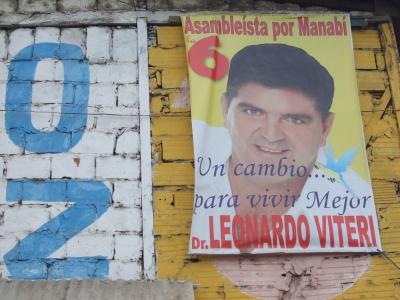 Asambleísta por Manabí
6
Un cambio...
para vivir Mejor
Dr. LEONARDO VITERI
O
Z